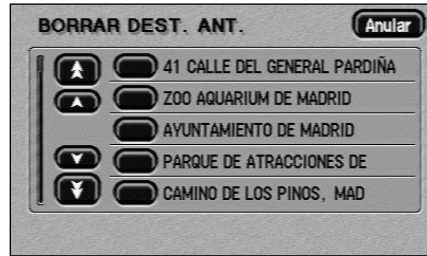 BORRAR DEST. ANT.
Anular
41 CALLE DEL GENERAL PARDIÑA
ZOO AQUARIUM DE MADRID
AYUNTAMIENTO DE MADRID
PARQUE DE ATRACCIONES DE
CAMINO DE LOS PINOS, MAD